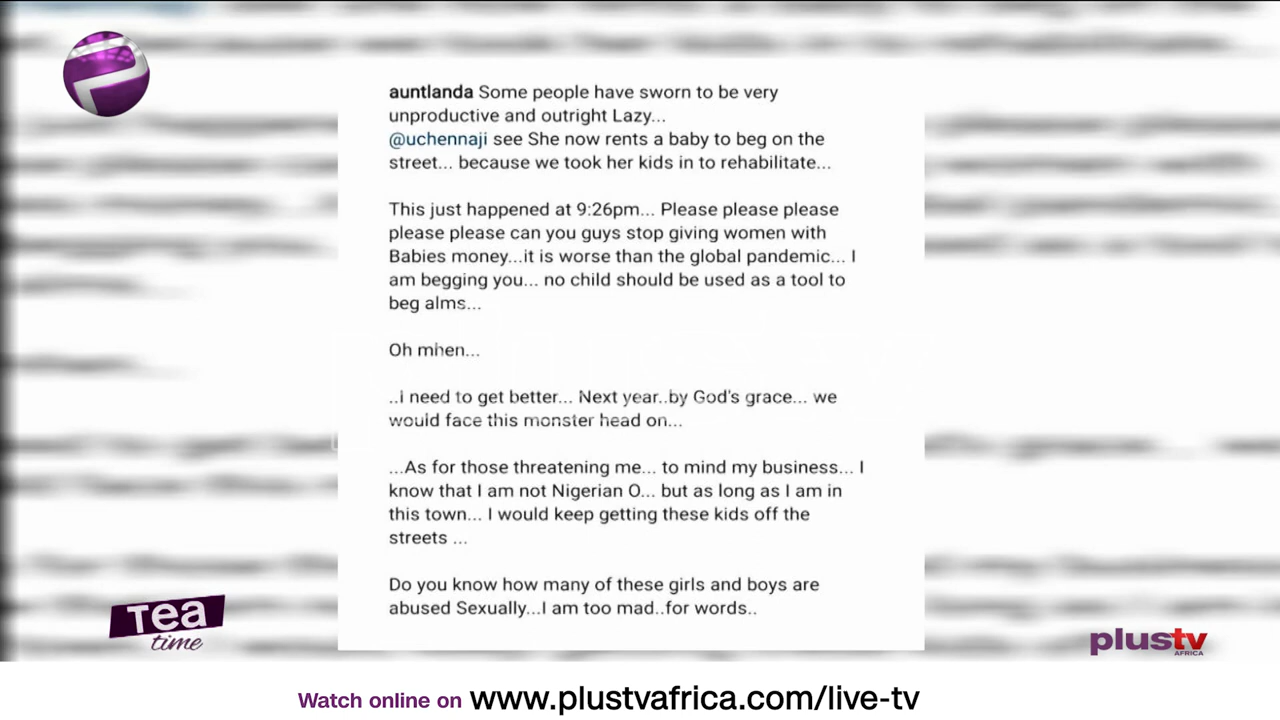 auntlanda Some people have sworn to be very
unproductive and outright Lazy...
@uchennaji see She now rents a baby to beg on the
street... because we took her kids in to rehabilitate...
This just happened at 9:26pm... Please please please
please please can you guys stop giving women with
Babies money...it is worse than the global pandemic... I
am begging you... no child should be used as a tool to
beg alms...
Oh mhen...
..i need to get better... Next year..by God's grace... we
would face this monster head on...
...As for those threatening me... to mind my business... I
know that I am not Nigerian O... but as long as I am in
this town... I would keep getting these kids off the
streets ...
Do you know how many of these girls and boys are
abused Sexually...I am too mad..for words..
Tea
time
plustv
AFRICA
Watch online on www.plustvafrica.com/live-tv